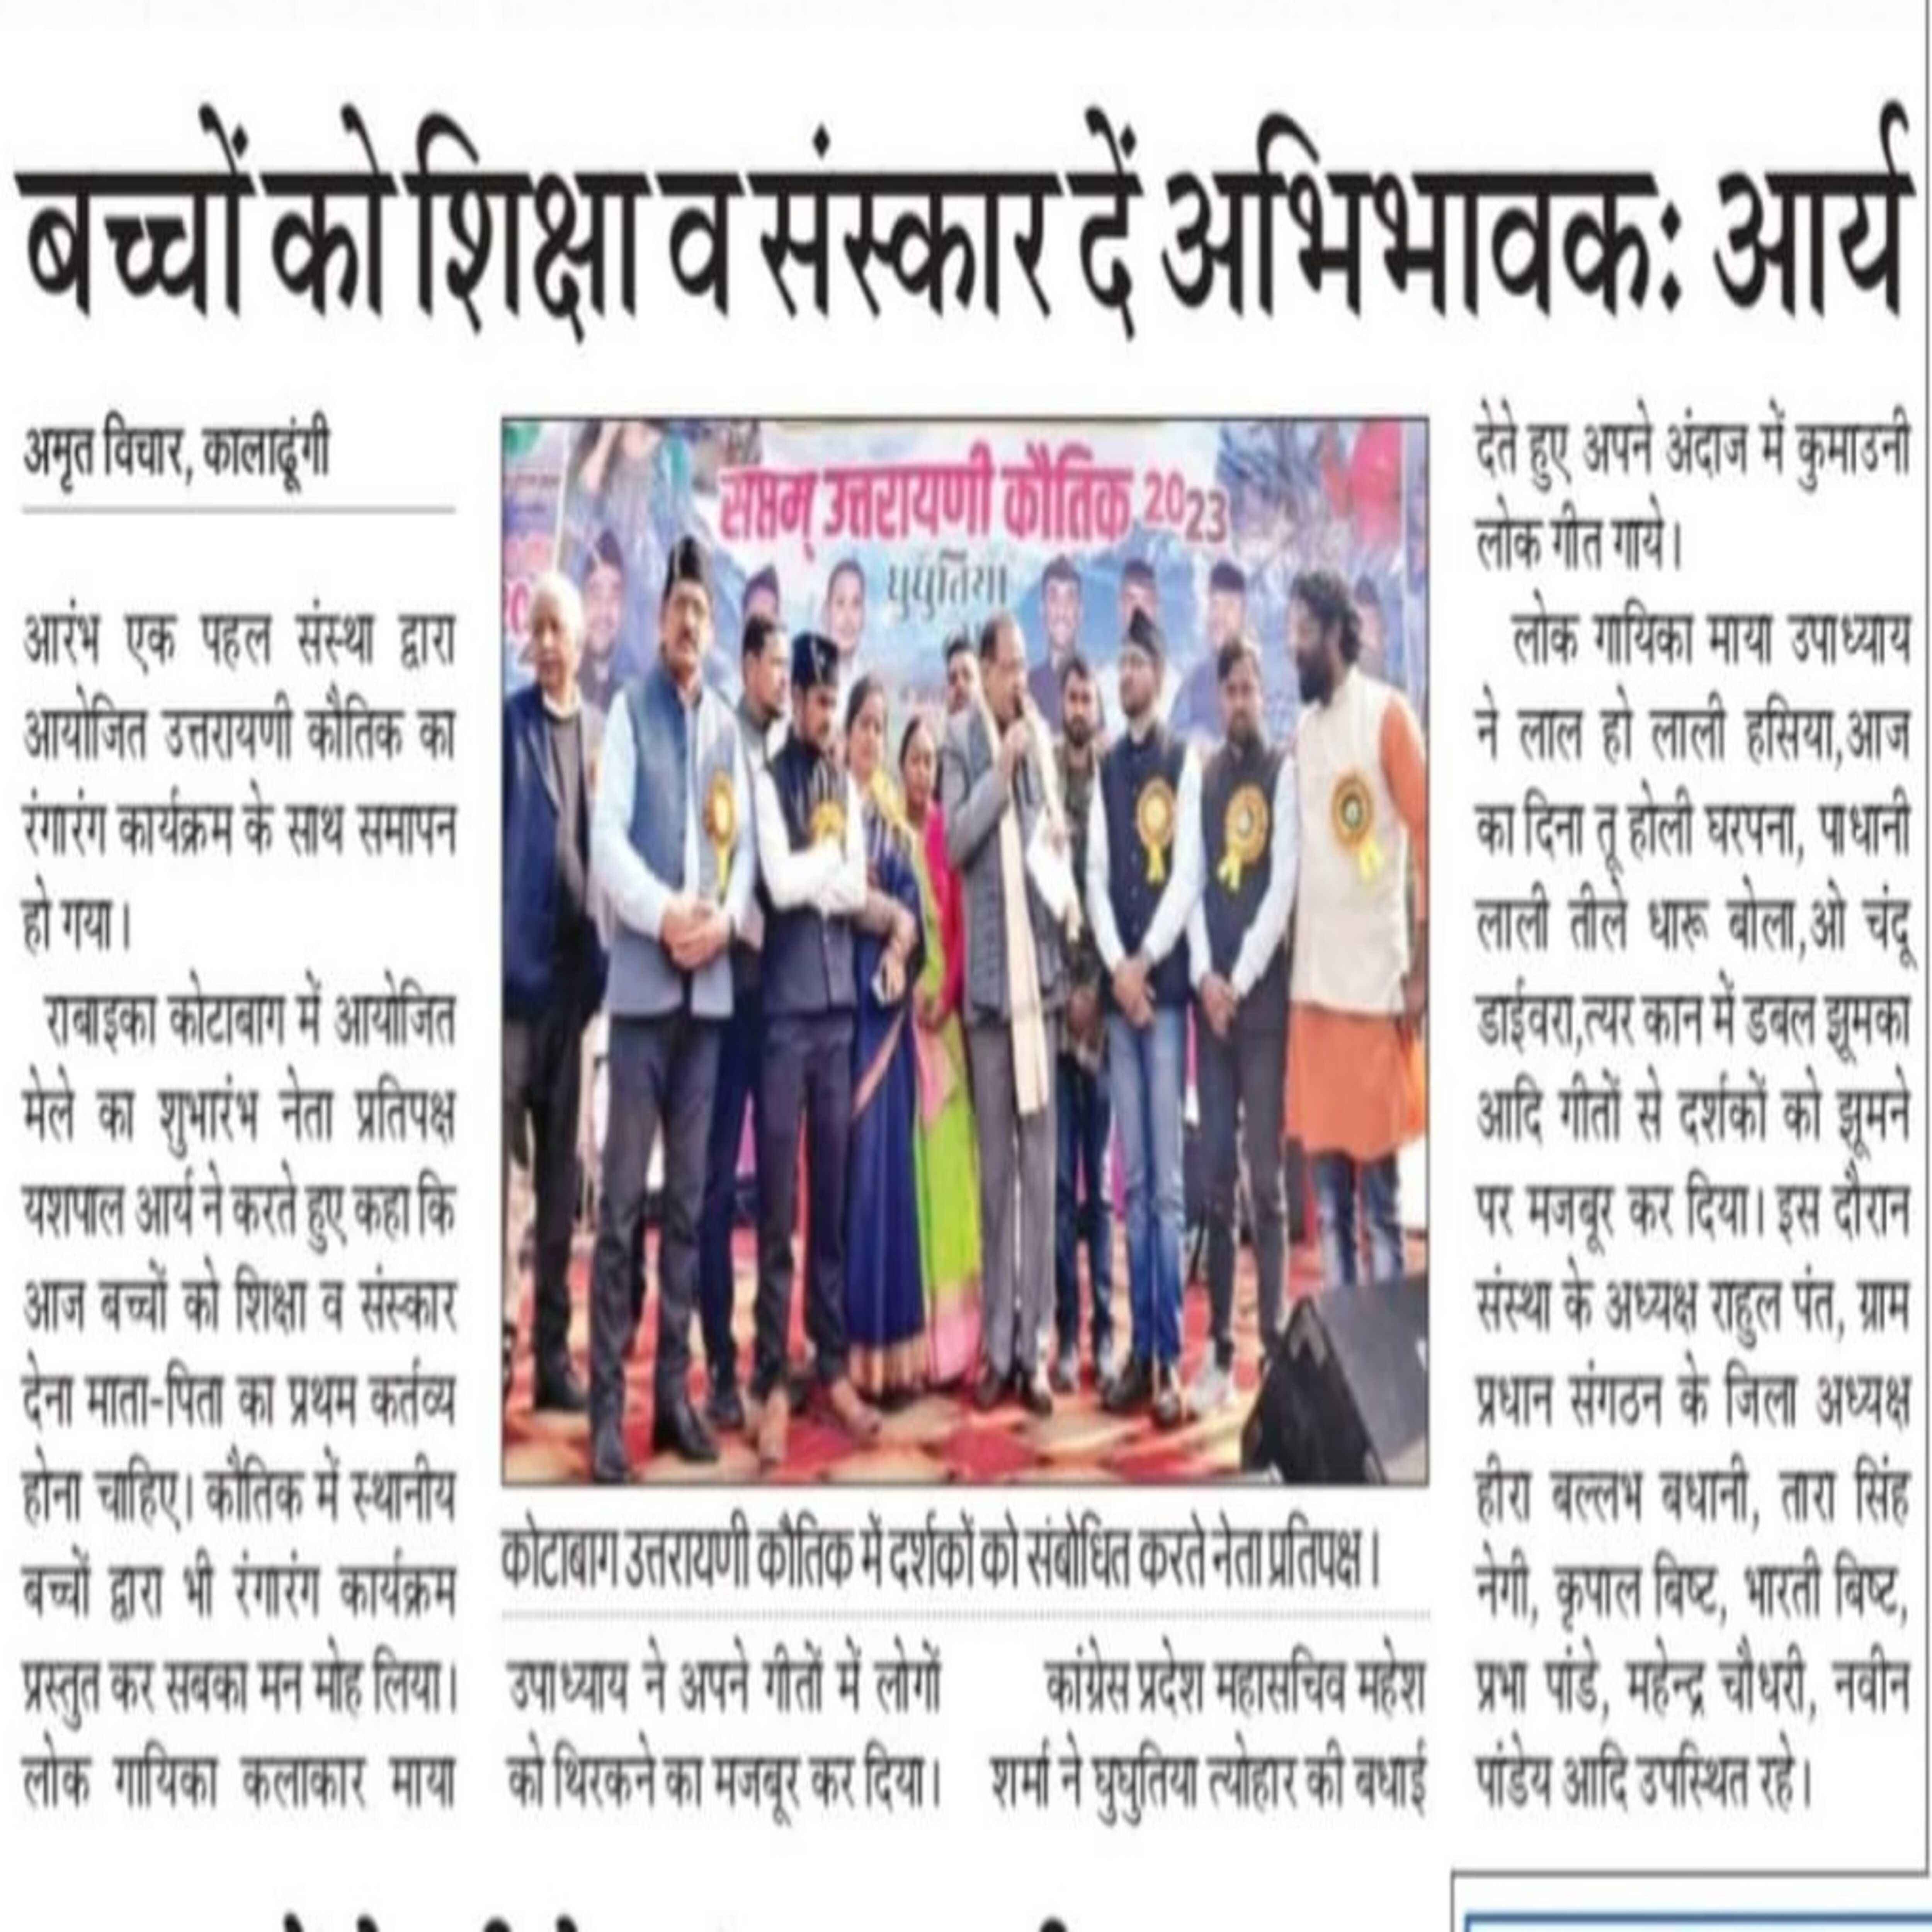 बच्चों को शिक्षा व संस्कार दें अभिभावक: आर्य
अमृत विचार, कालाढूंगी
आरंभ एक पहल संस्था द्वारा
आयोजित उत्तरायणी कौतिक का
रंगारंग कार्यक्रम के साथ समापन
हो गया।
राबाइका कोटाबाग में आयोजित
मेले का शुभारंभ नेता प्रतिपक्ष
यशपाल आर्य ने करते हुए कहा कि
आज बच्चों को शिक्षा व संस्कार
देना माता-पिता का प्रथम कर्तव्य
होना चाहिए। कौतिक में स्थानीय
बच्चों द्वारा भी रंगारंग कार्यक्रम
प्रस्तुत कर सबका मन मोह लिया।
लोक गायिका कलाकार माया
सप्तम् उत्तरायणी कौतिक 2023
घुघुतिया
कोटाबाग उत्तरायणी कौतिक में दर्शकों को संबोधित करते नेता प्रतिपक्ष।
उपाध्याय ने अपने गीतों में लोगों
को थिरकने का मजबूर कर दिया।
कांग्रेस प्रदेश महासचिव महेश
शर्मा ने घुघुतिया त्योहार की बधाई
देते हुए अपने अंदाज में कुमाउनी
लोक गीत गाये।
लोक गायिका माया उपाध्याय
ने लाल हो लाली हसिया,आज
का दिना तू होली घरपना, पाधानी
लाली तीले धारू बोला,ओ चंदू
डाईवरा,त्यर कान में डबल झूमका
आदि गीतों से दर्शकों को झूमने
पर मजबूर कर दिया। इस दौरान
संस्था के अध्यक्ष राहुल पंत, ग्राम
प्रधान संगठन के जिला अध्यक्ष
हीरा बल्लभ बधानी, तारा सिंह
नेगी, कृपाल बिष्ट, भारती बिष्ट,
प्रभा पांडे, महेन्द्र चौधरी, नवीन
पांडेय आदि उपस्थित रहे।